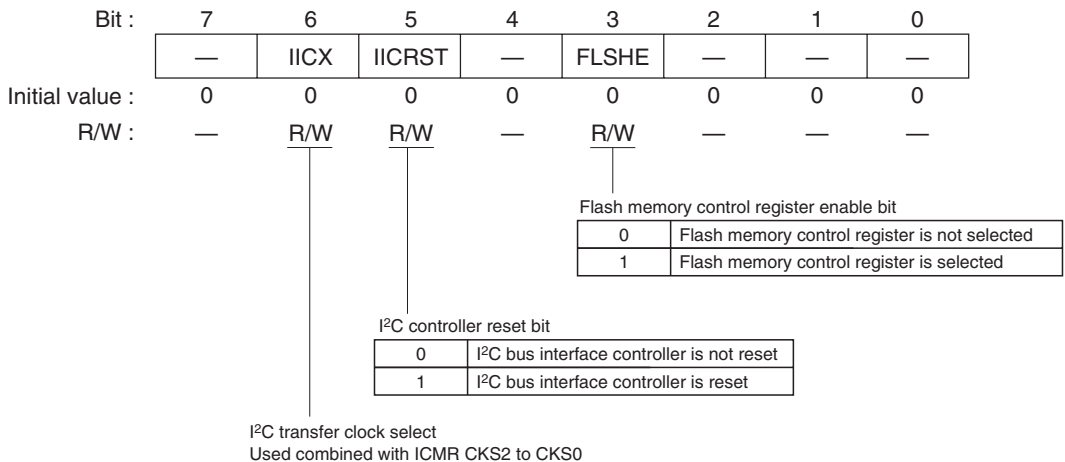 Bit : 7 6 5 4 3 2 1 0
— IICX IICRST — FLSHE — — —
Initial value : 0 0 0 0 0 0 0 0
R/W : — R/W R/W — R/W — — —
Flash memory control register enable bit
0 Flash memory control register is not selected
1 Flash memory control register is selected
I²C controller reset bit
0 I²C bus interface controller is not reset
1 I²C bus interface controller is reset
I²C transfer clock select
Used combined with ICMR CKS2 to CKS0